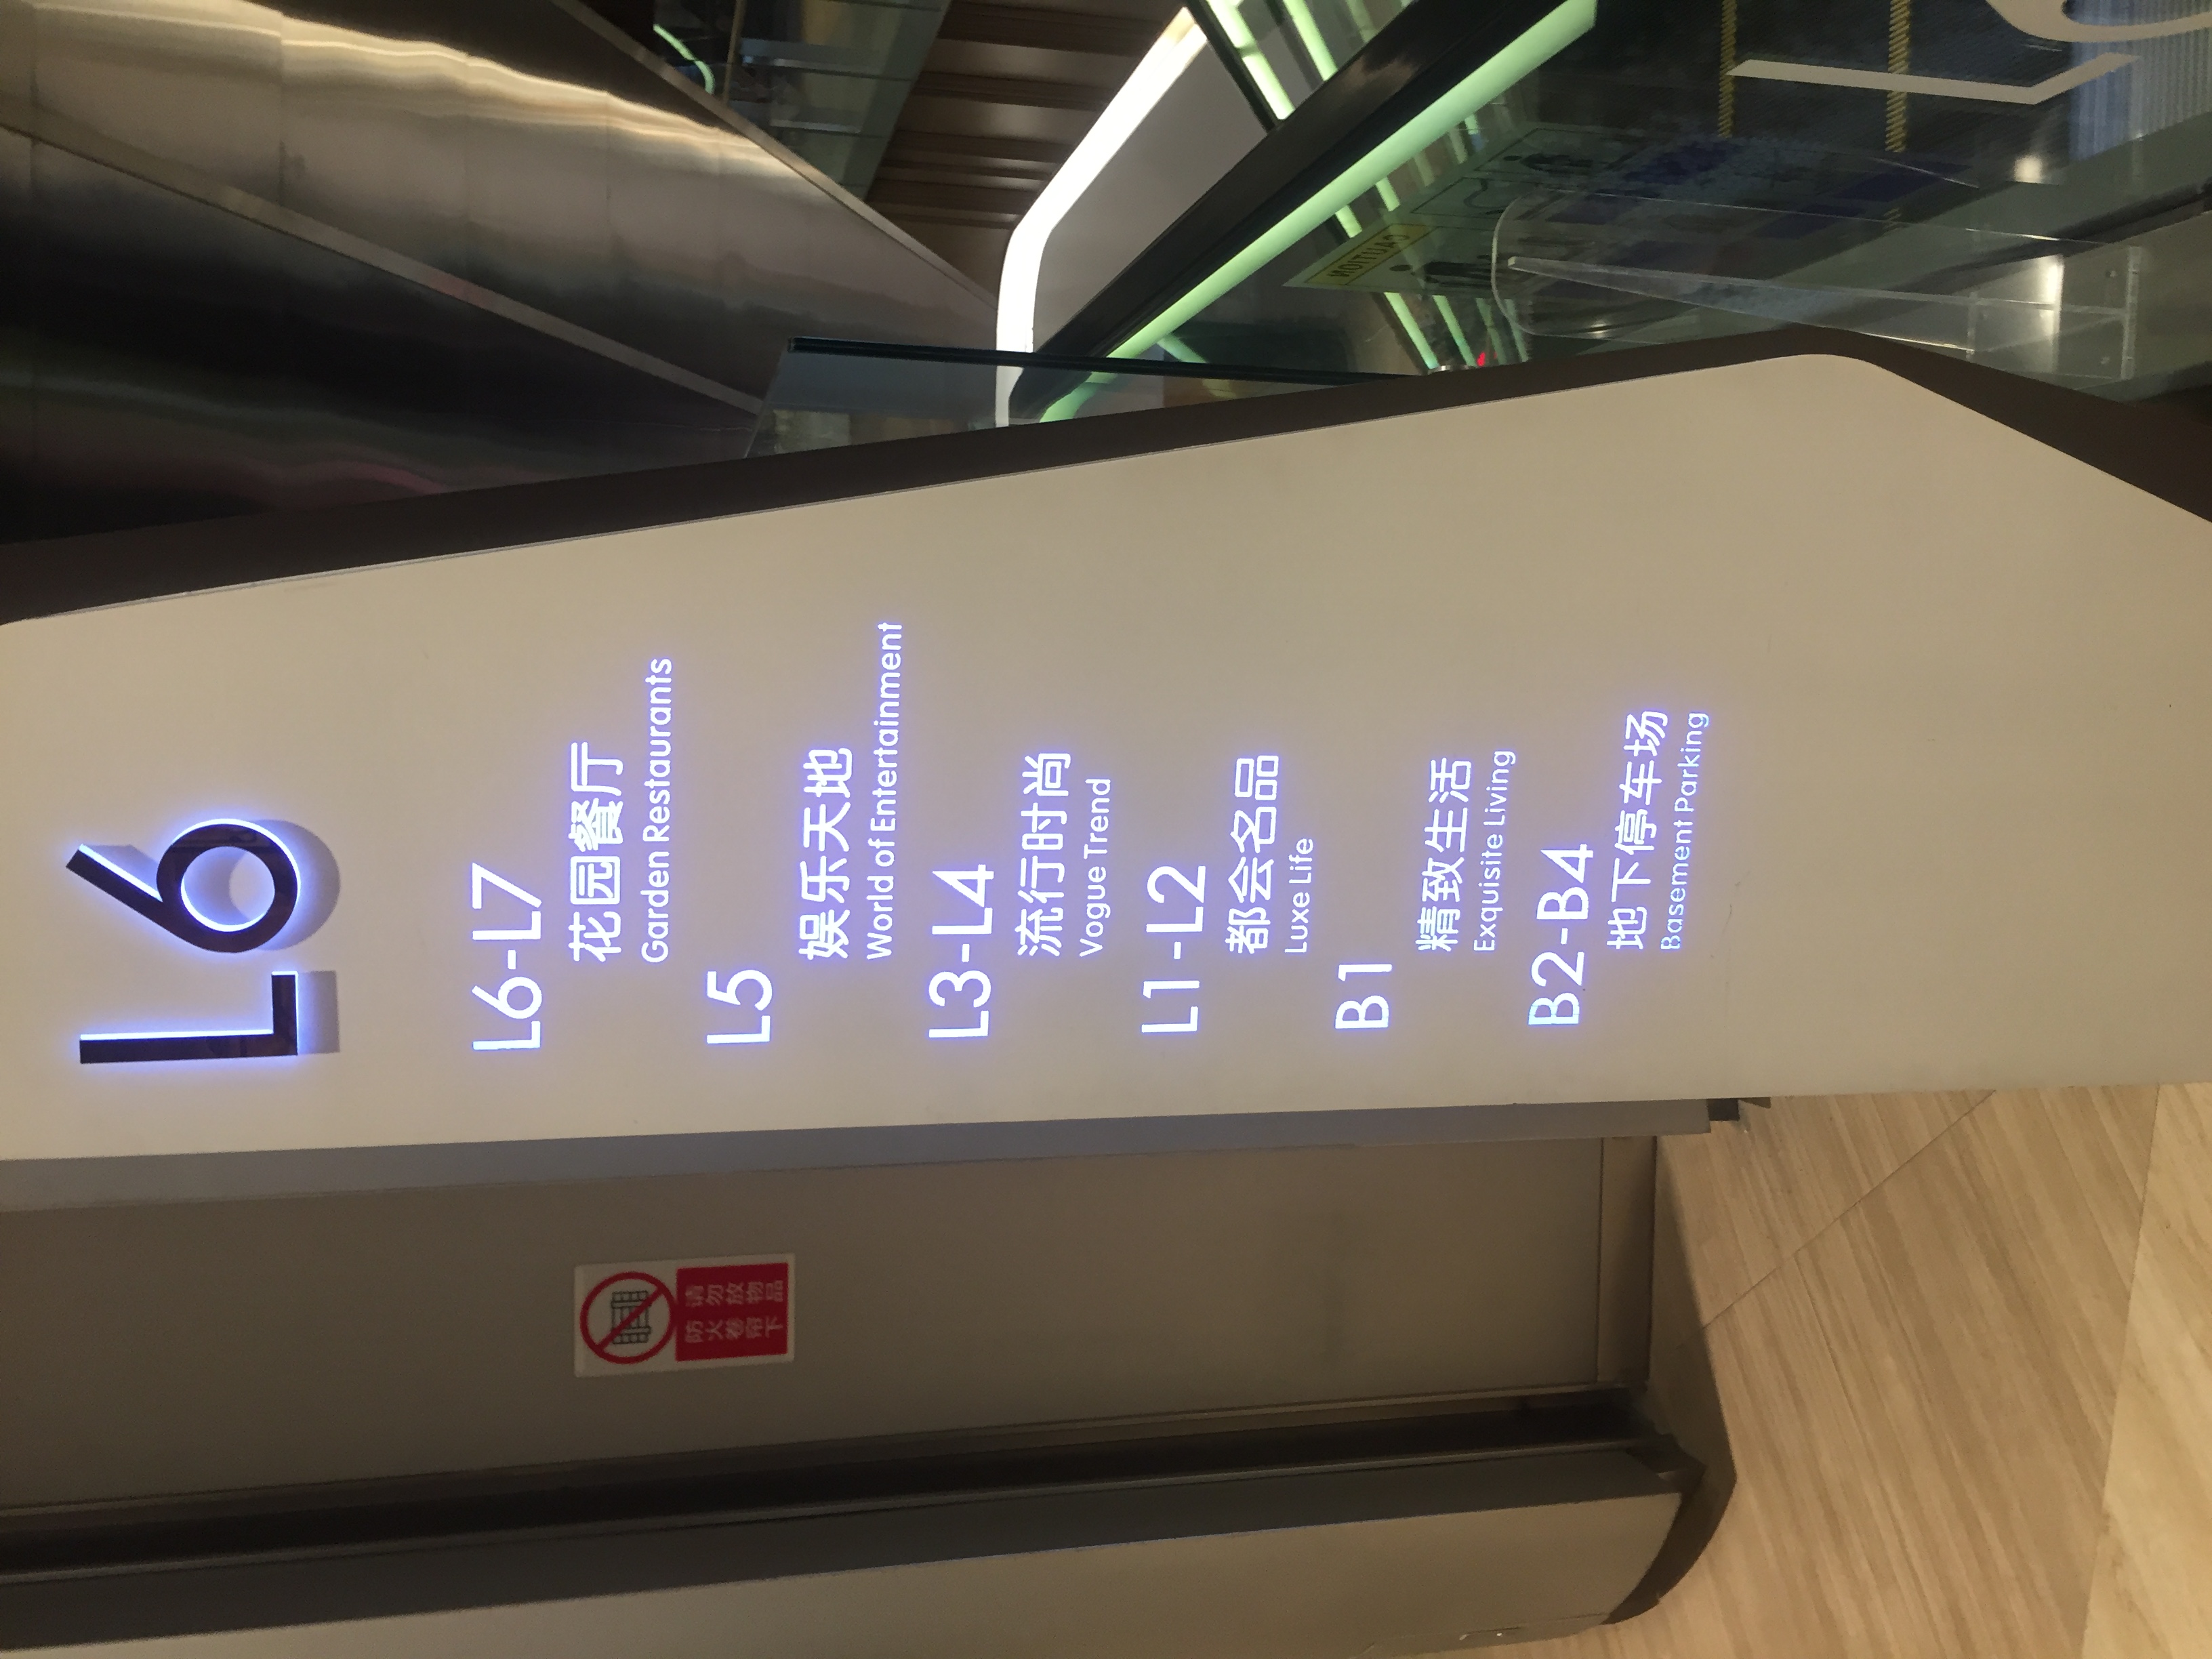 L6
L6-L7
花园餐厅
Garden Restaurants
L5
娱乐天地
World of Entertainment
L3-L4
流行时尚
Vogue Trend
L1-L2
都会名品
Luxe Life
B1
精致生活
Exquisite Living
B2-B4
地下停车场
Basement Parking
防火卷帘下
请勿放物品
CAUTION